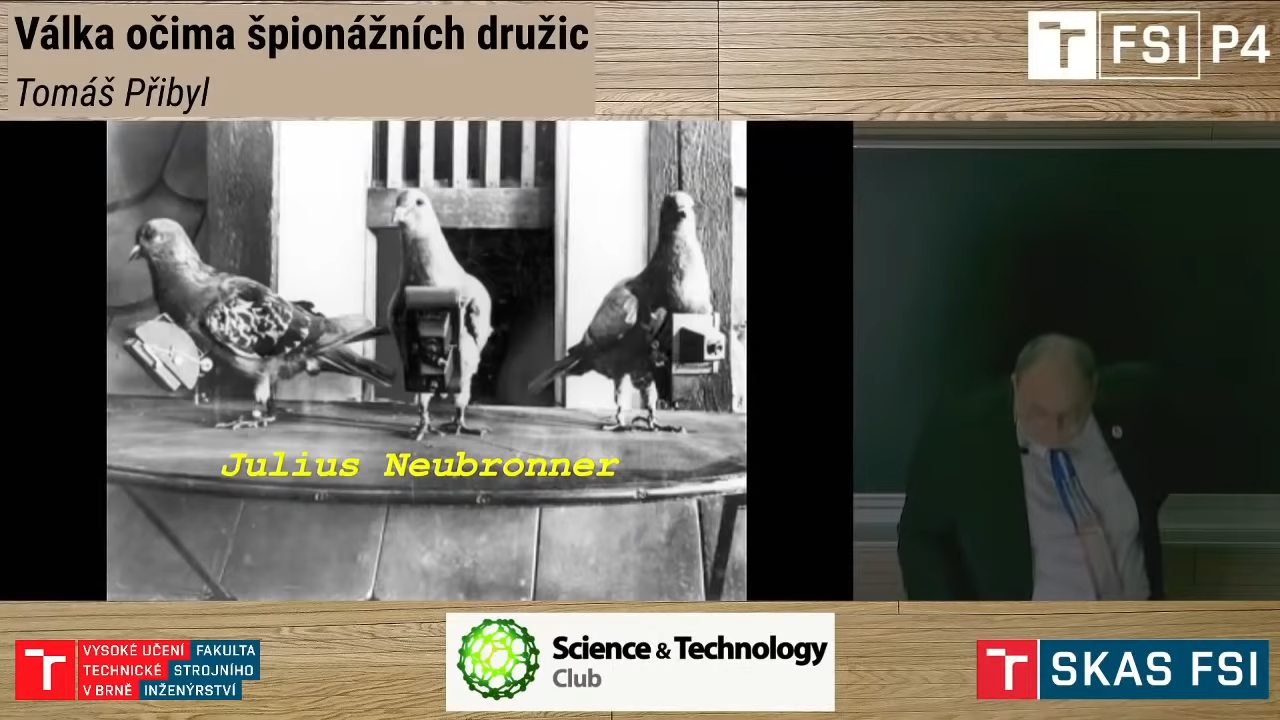 Válka očima špionážních družic
Tomáš Přibyl
FSI P4
Julius Neubronner
VYSOKÉ UČENÍ FAKULTA
TECHNICKÉ STROJNÍHO
V BRNĚ INŽENÝRSTVÍ
Science & Technology
Club
SKAS FSI